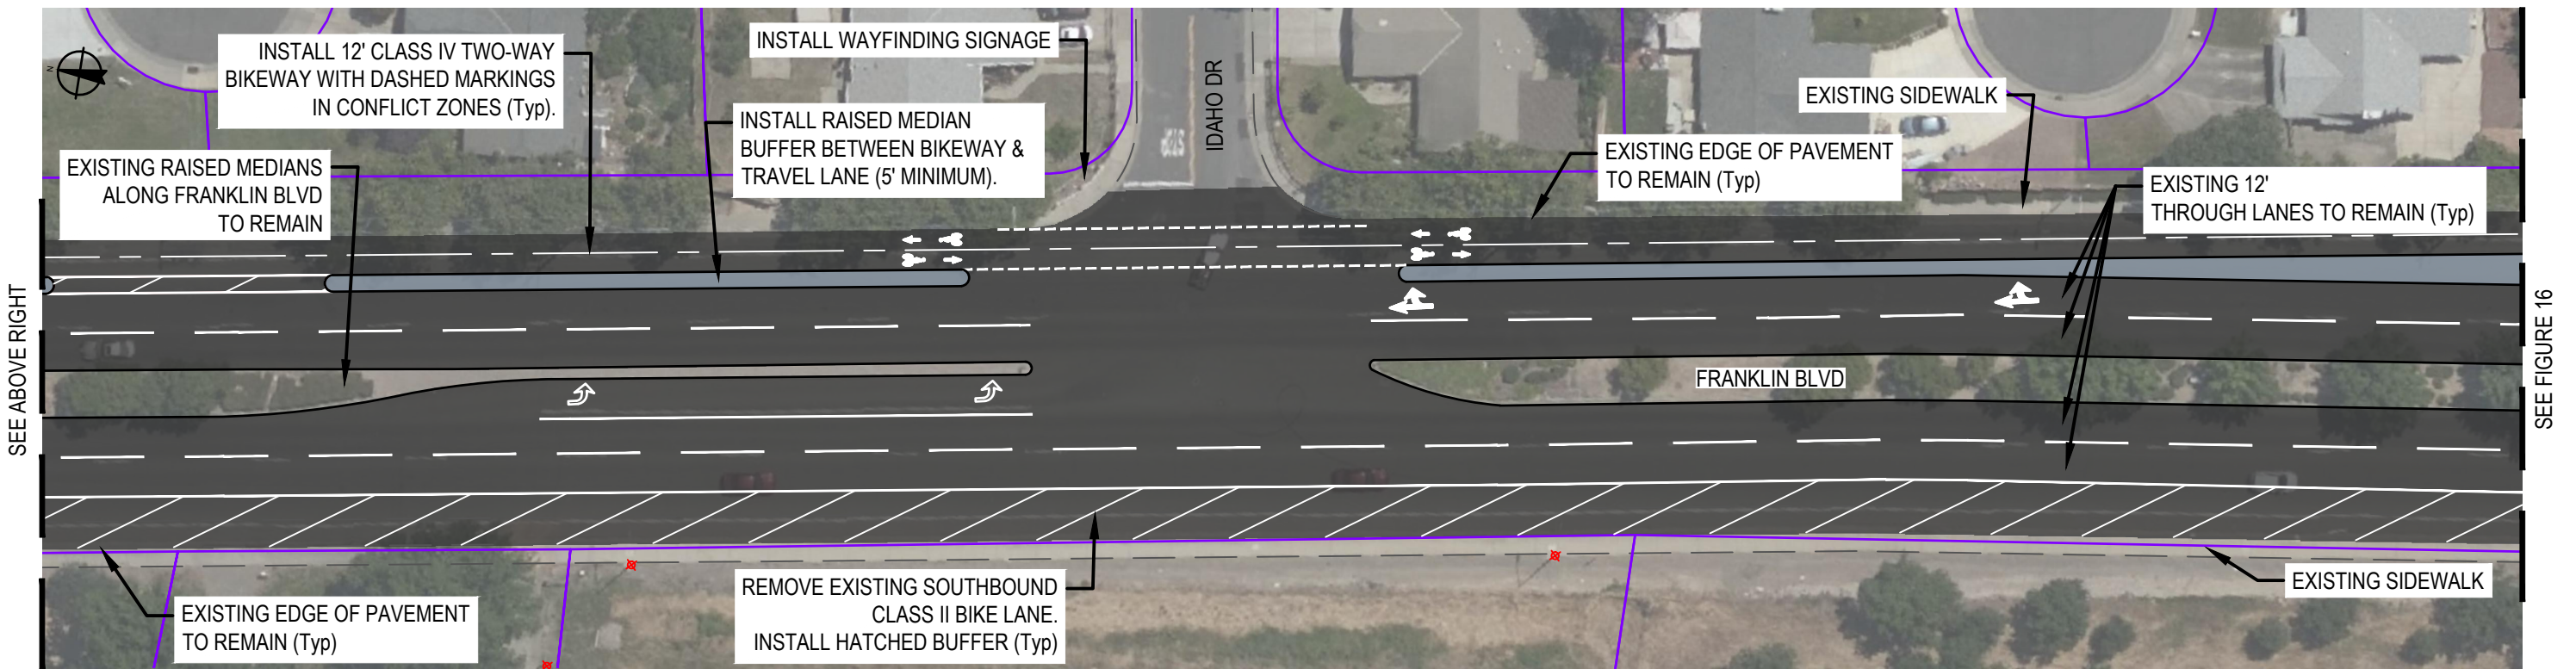 INSTALL 12' CLASS IV TWO-WAY
BIKEWAY WITH DASHED MARKINGS
IN CONFLICT ZONES (Typ).
INSTALL WAYFINDING SIGNAGE
N
INSTALL RAISED MEDIAN
BUFFER BETWEEN BIKEWAY &
TRAVEL LANE (5' MINIMUM).
IDAHO DR
STOP
EXISTING SIDEWALK
EXISTING EDGE OF PAVEMENT
TO REMAIN (Typ)
EXISTING RAISED MEDIANS
ALONG FRANKLIN BLVD
TO REMAIN
EXISTING 12'
THROUGH LANES TO REMAIN (Typ)
SEE ABOVE RIGHT
SEE FIGURE 16
FRANKLIN BLVD
EXISTING EDGE OF PAVEMENT
TO REMAIN (Typ)
REMOVE EXISTING SOUTHBOUND
CLASS II BIKE LANE.
INSTALL HATCHED BUFFER (Typ)
EXISTING SIDEWALK